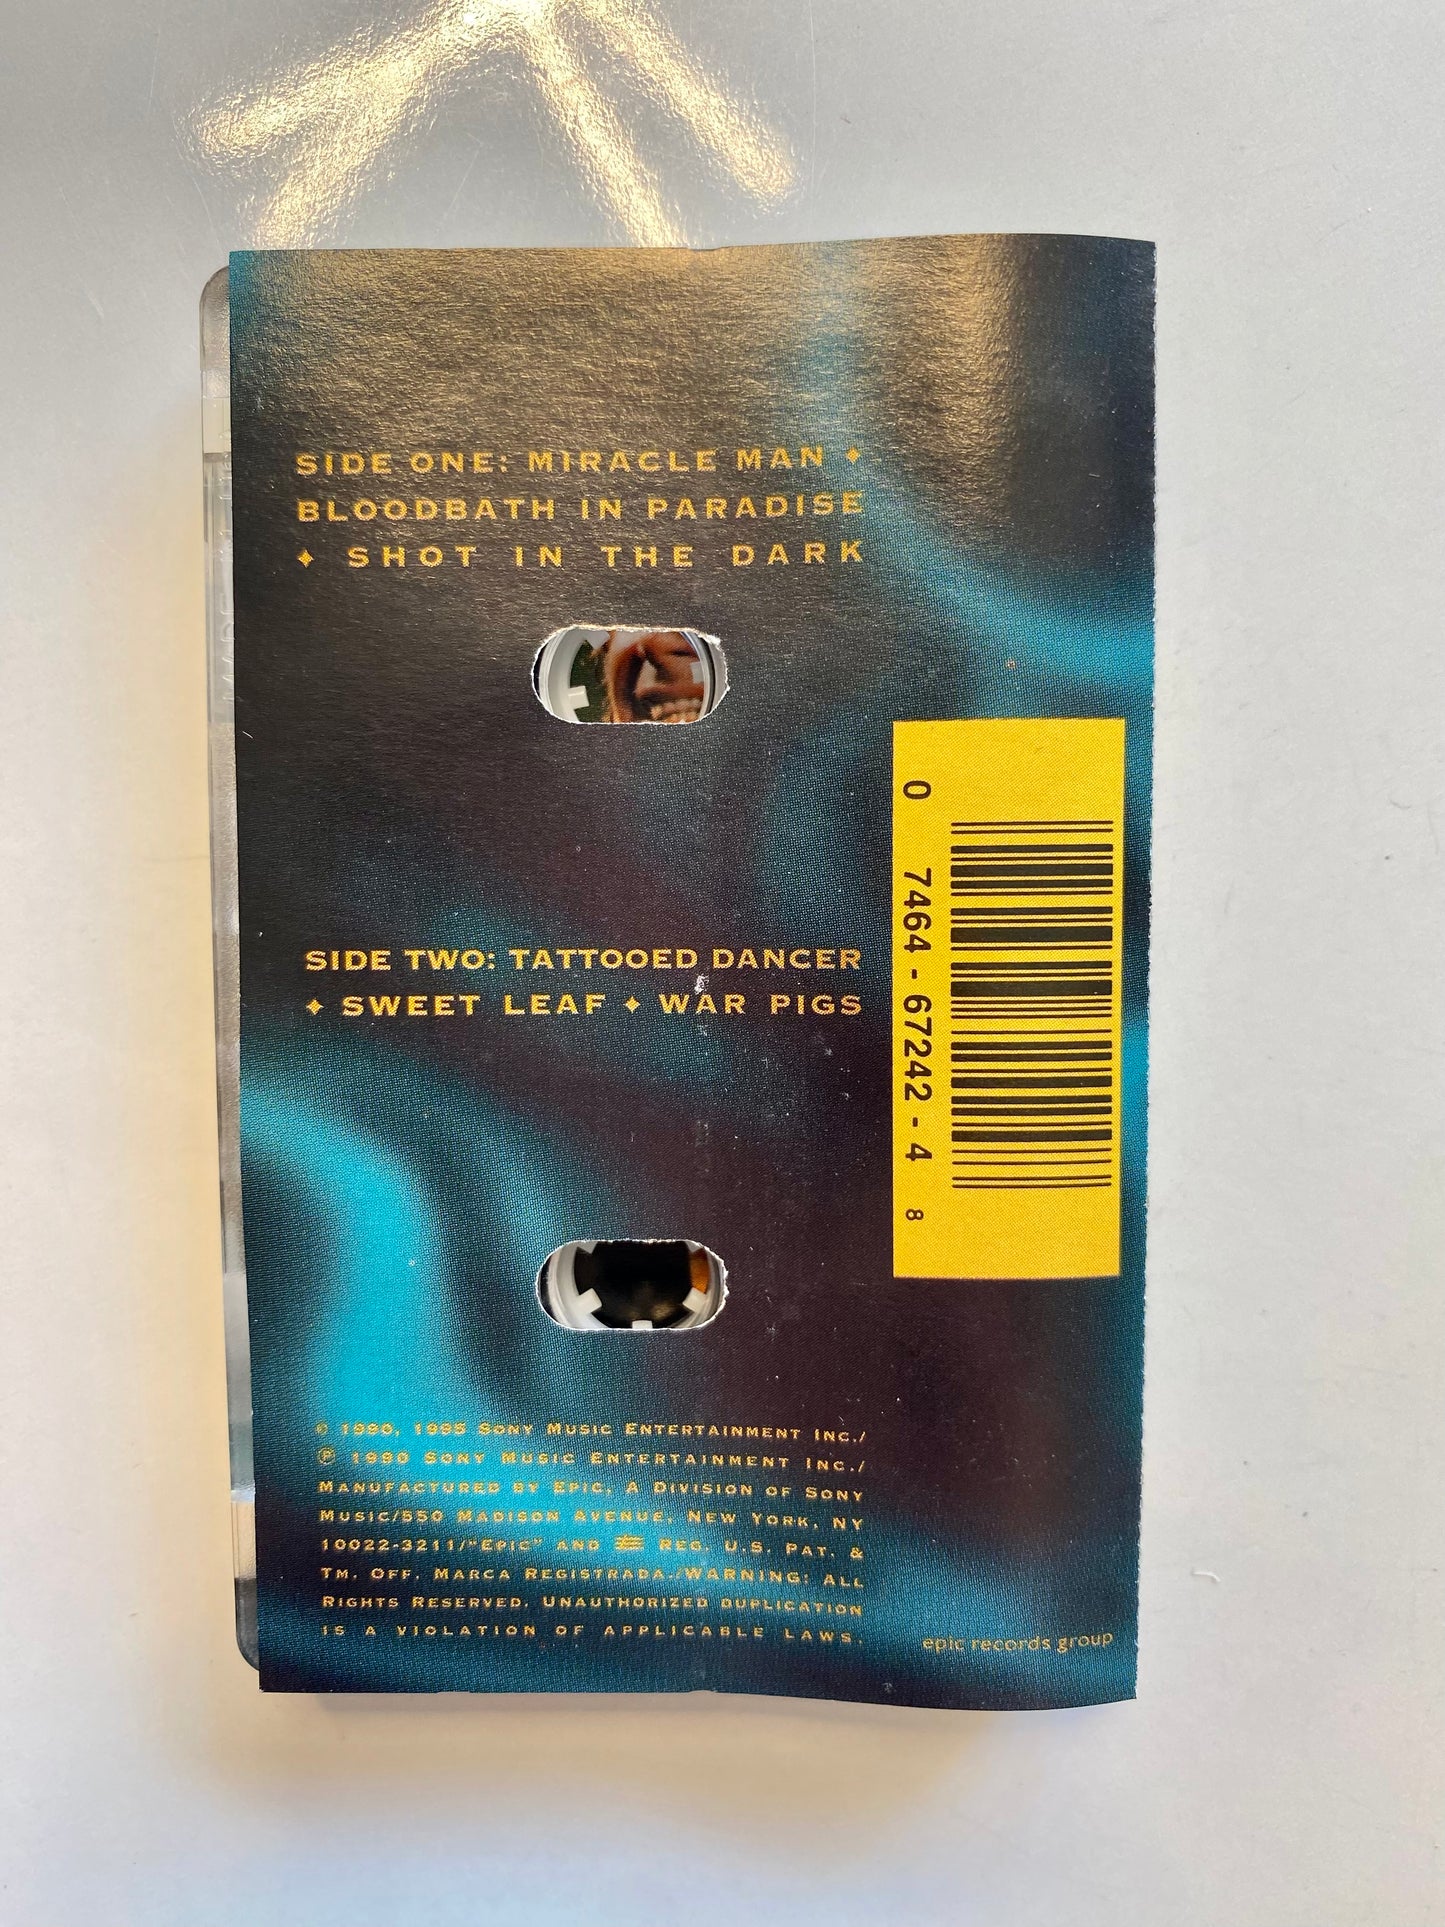 SIDE ONE: MIRACLE MAN ✦
BLOODBATH IN PARADISE
✦ SHOT IN THE DARK
SIDE TWO: TATTOOED DANCER
✦ SWEET LEAF ✦ WAR PIGS
0 7464-67242-4 8
© 1990, 1995 SONY MUSIC ENTERTAINMENT INC./
℗ 1990 SONY MUSIC ENTERTAINMENT INC./
MANUFACTURED BY EPIC, A DIVISION OF SONY
MUSIC/550 MADISON AVENUE, NEW YORK, NY
10022-3211/"EPIC" AND REG. U.S. PAT. &
TM. OFF. MARCA REGISTRADA./WARNING: ALL
RIGHTS RESERVED. UNAUTHORIZED DUPLICATION
IS A VIOLATION OF APPLICABLE LAWS.
epic records group